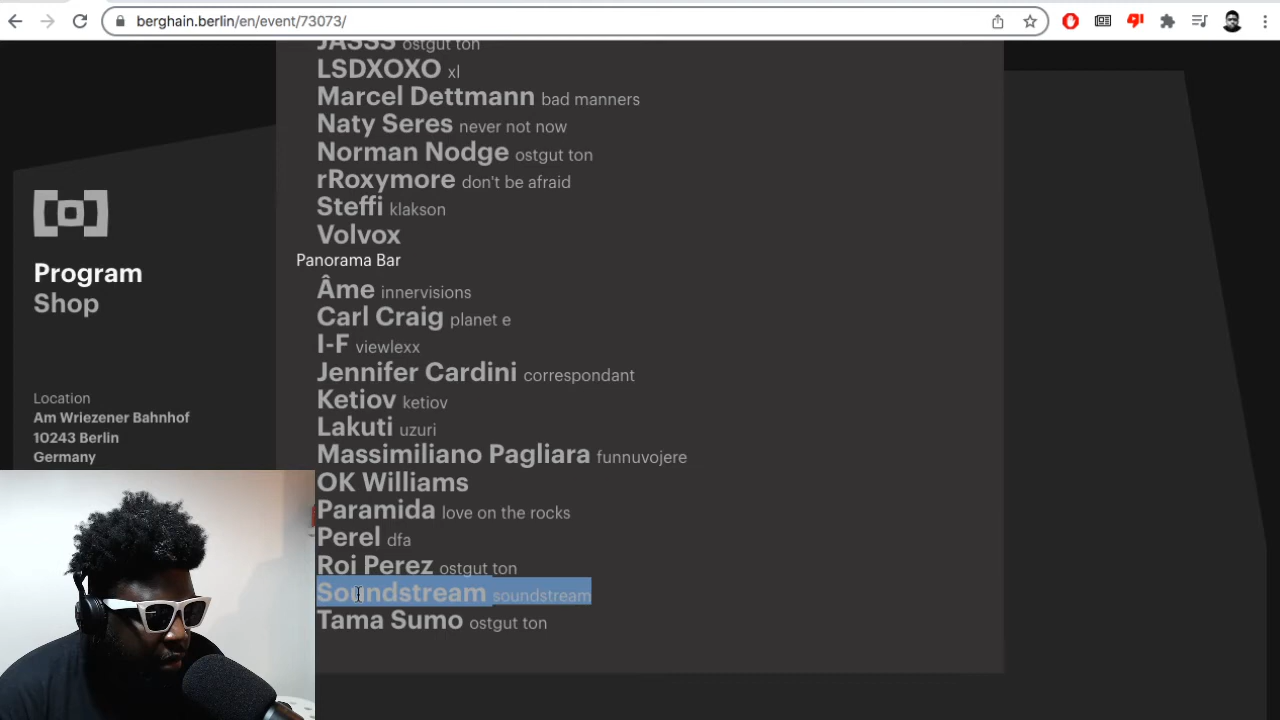 berghain.berlin/en/event/73073/
JASSS ostgut ton
LSDXOXO xl
Marcel Dettmann bad manners
Naty Seres never not now
Norman Nodge ostgut ton
rRoxymore don't be afraid
Steffi klakson
Volvox
Panorama Bar
Âme innervisions
Carl Craig planet e
I-F viewlexx
Jennifer Cardini correspondant
Ketiov ketiov
Lakuti uzuri
Massimiliano Pagliara funnuvojere
OK Williams
Paramida love on the rocks
Perel dfa
Roi Perez ostgut ton
Soundstream soundstream
Tama Sumo ostgut ton
Program
Shop
Location
Am Wriezener Bahnhof
10243 Berlin
Germany